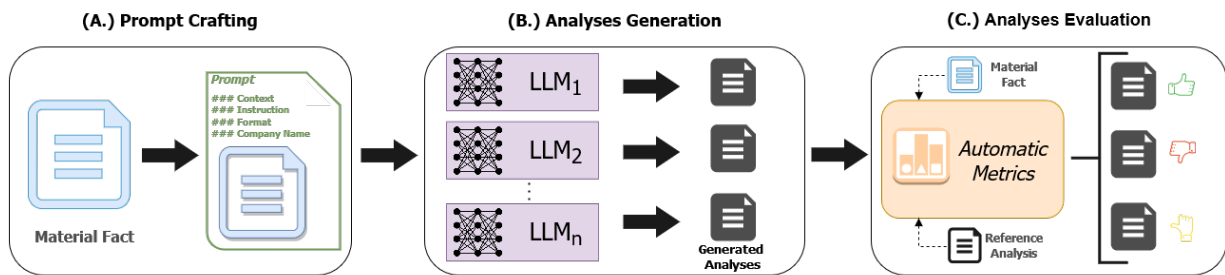 (A.) Prompt Crafting
Material Fact
Prompt
### Context
### Instruction
### Format
### Company Name
(B.) Analyses Generation
LLM1
LLM2
LLMn
Generated
Analyses
(C.) Analyses Evaluation
Material
Fact
Automatic
Metrics
Reference
Analysis